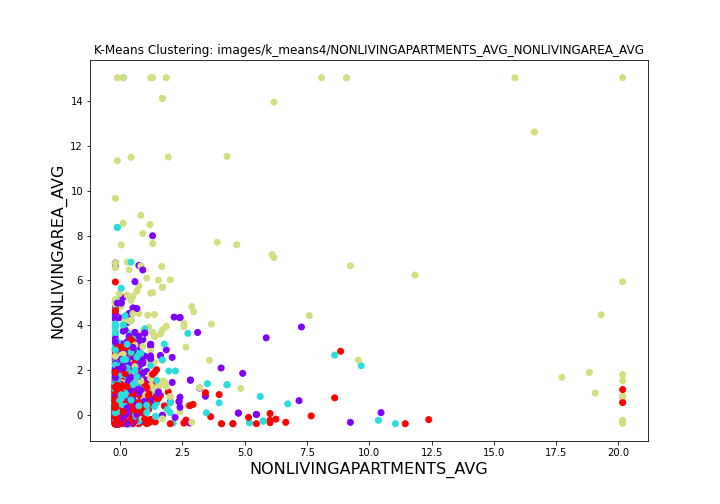 K-Means Clustering: images/k_means4/NONLIVINGAPARTMENTS_AVG_NONLIVINGAREA_AVG
NONLIVINGAREA_AVG
14
12
10
8
6
4
2
0
0.0 2.5 5.0 7.5 10.0 12.5 15.0 17.5 20.0
NONLIVINGAPARTMENTS_AVG